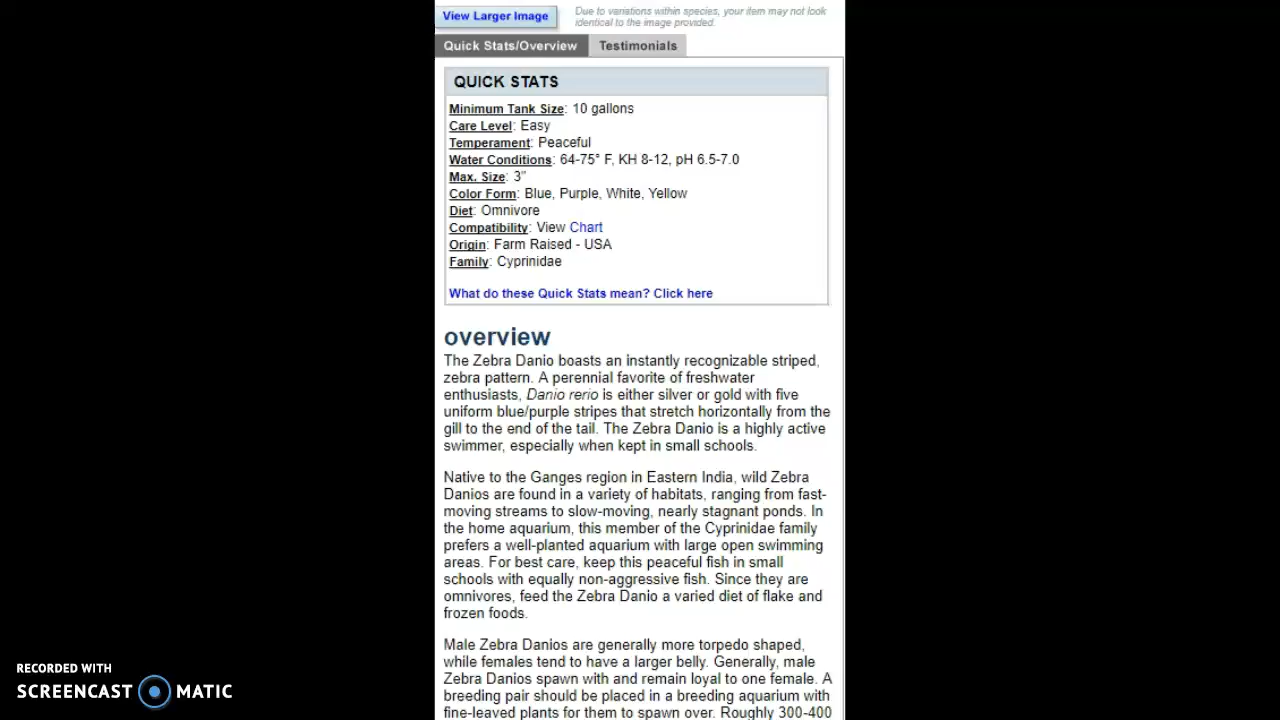 View Larger Image
Due to variations within species, your item may not look
identical to the image provided.
Quick Stats/Overview Testimonials
QUICK STATS
Minimum Tank Size: 10 gallons
Care Level: Easy
Temperament: Peaceful
Water Conditions: 64-75° F, KH 8-12, pH 6.5-7.0
Max. Size: 3"
Color Form: Blue, Purple, White, Yellow
Diet: Omnivore
Compatibility: View Chart
Origin: Farm Raised - USA
Family: Cyprinidae
What do these Quick Stats mean? Click here
overview
The Zebra Danio boasts an instantly recognizable striped,
zebra pattern. A perennial favorite of freshwater
enthusiasts, Danio rerio is either silver or gold with five
uniform blue/purple stripes that stretch horizontally from the
gill to the end of the tail. The Zebra Danio is a highly active
swimmer, especially when kept in small schools.
Native to the Ganges region in Eastern India, wild Zebra
Danios are found in a variety of habitats, ranging from fast-
moving streams to slow-moving, nearly stagnant ponds. In
the home aquarium, this member of the Cyprinidae family
prefers a well-planted aquarium with large open swimming
areas. For best care, keep this peaceful fish in small
schools with equally non-aggressive fish. Since they are
omnivores, feed the Zebra Danio a varied diet of flake and
frozen foods.
Male Zebra Danios are generally more torpedo shaped,
while females tend to have a larger belly. Generally, male
Zebra Danios spawn with and remain loyal to one female. A
breeding pair should be placed in a breeding aquarium with
fine-leaved plants for them to spawn over. Roughly 300-400
RECORDED WITH
SCREENCAST MATIC